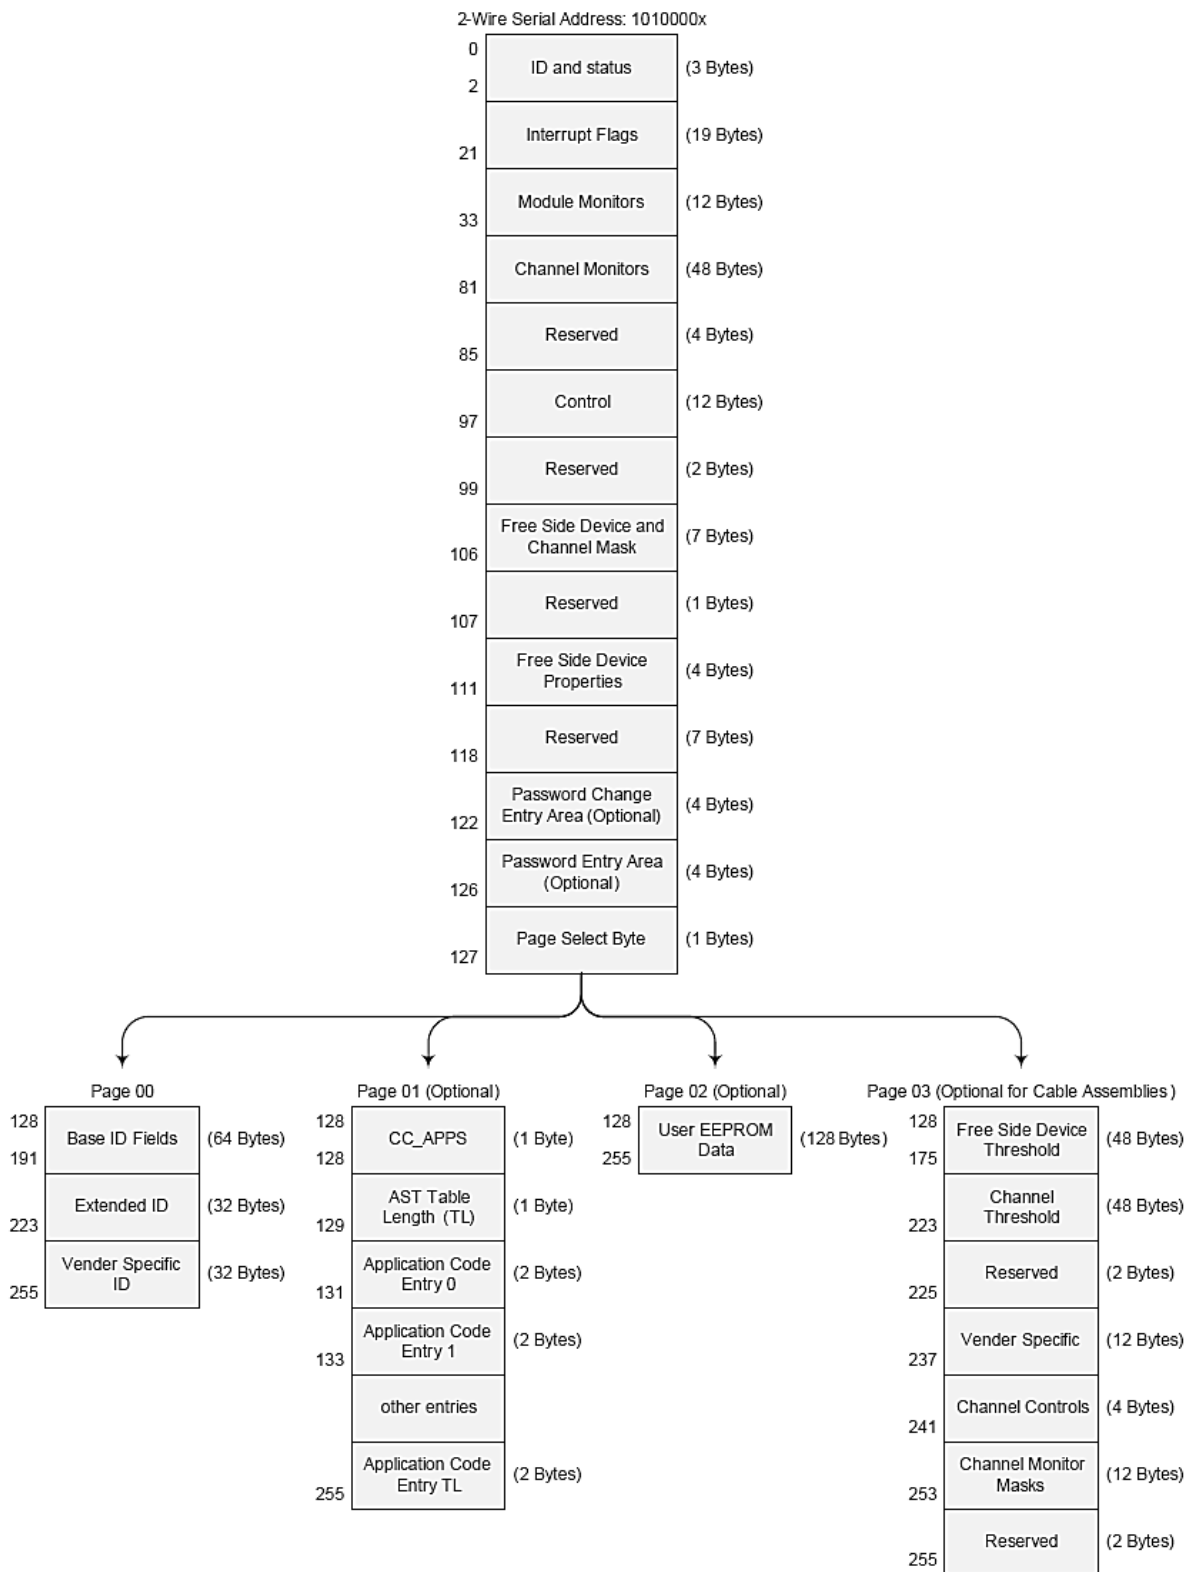 2-Wire Serial Address: 1010000x
0
ID and status (3 Bytes)
2
Interrupt Flags (19 Bytes)
21
Module Monitors (12 Bytes)
33
Channel Monitors (48 Bytes)
81
Reserved (4 Bytes)
85
Control (12 Bytes)
97
Reserved (2 Bytes)
99
Free Side Device and
Channel Mask
(7 Bytes)
106
Reserved (1 Bytes)
107
Free Side Device
Properties
(4 Bytes)
111
Reserved (7 Bytes)
118
Password Change
Entry Area (Optional)
(4 Bytes)
122
Password Entry Area
(Optional)
(4 Bytes)
126
Page Select Byte (1 Bytes)
127
Page 00
128
Base ID Fields (64 Bytes)
191
Extended ID (32 Bytes)
223
Vender Specific
ID
(32 Bytes)
255
Page 01 (Optional)
128
CC_APPS (1 Byte)
128
AST Table
Length (TL)
(1 Byte)
129
Application Code
Entry 0
(2 Bytes)
131
Application Code
Entry 1
(2 Bytes)
133
other entries
Application Code
Entry TL
(2 Bytes)
255
Page 02 (Optional)
128
User EEPROM
Data
(128 Bytes)
255
Page 03 (Optional for Cable Assemblies)
128
Free Side Device
Threshold
(48 Bytes)
175
Channel
Threshold
(48 Bytes)
223
Reserved (2 Bytes)
225
Vender Specific (12 Bytes)
237
Channel Controls (4 Bytes)
241
Channel Monitor
Masks
(12 Bytes)
253
Reserved (2 Bytes)
255